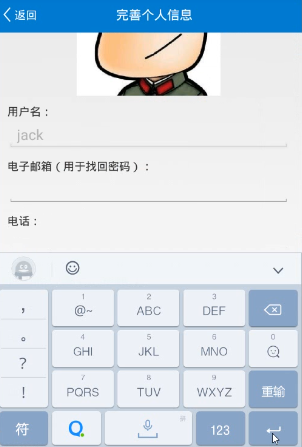 返回 完善个人信息
用户名：
jack
电子邮箱（用于找回密码）：
电话：
， 1 @~ 2 ABC 3 DEF
。 4 GHI 5 JKL 6 MNO 0
？ 7 PQRS 8 TUV 9 WXYZ 重输
！
符 Q 123